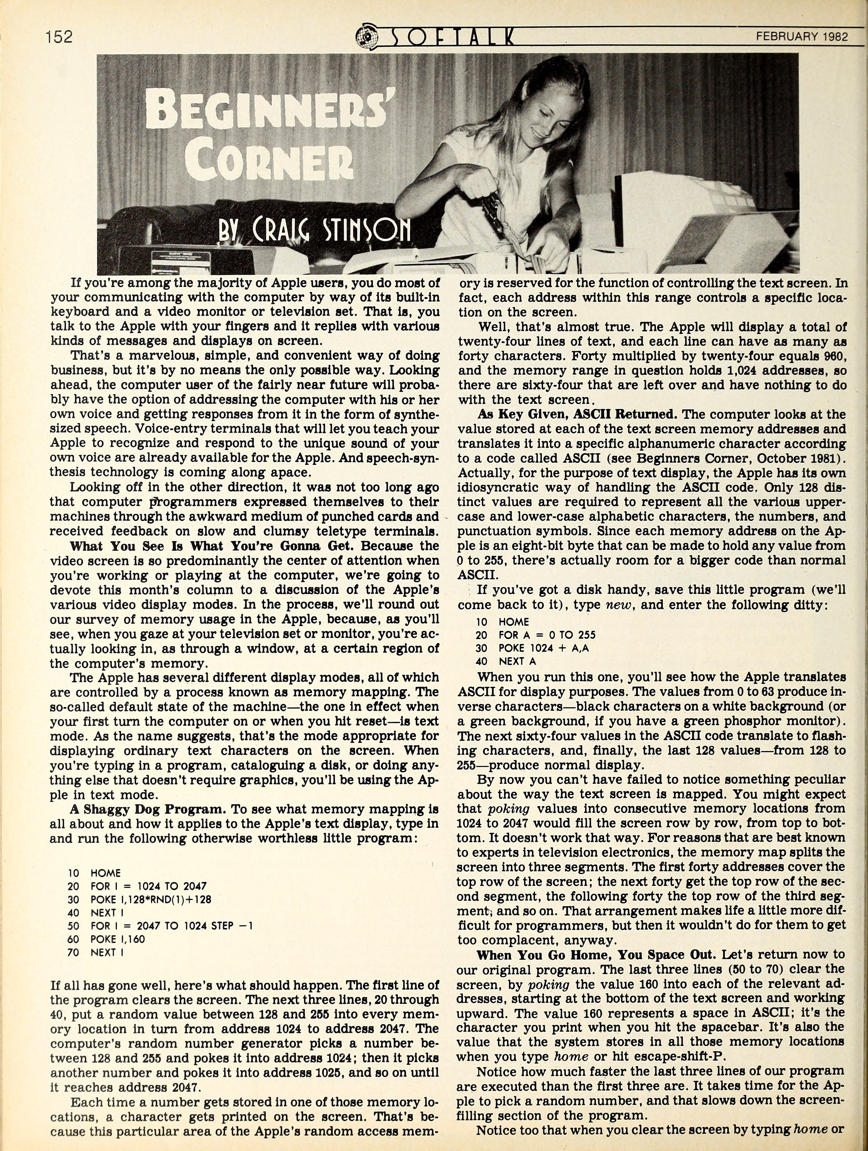 152
SOFTALK
FEBRUARY 1982
BEGINNERS'
CORNER
BY CRAIG STINSON
If you're among the majority of Apple users, you do most of
your communicating with the computer by way of its built-in
keyboard and a video monitor or television set. That is, you
talk to the Apple with your fingers and it replies with various
kinds of messages and displays on screen.
That's a marvelous, simple, and convenient way of doing
business, but it's by no means the only possible way. Looking
ahead, the computer user of the fairly near future will proba-
bly have the option of addressing the computer with his or her
own voice and getting responses from it in the form of synthe-
sized speech. Voice-entry terminals that will let you teach your
Apple to recognize and respond to the unique sound of your
own voice are already available for the Apple. And speech-syn-
thesis technology is coming along apace.
Looking off in the other direction, it was not too long ago
that computer programmers expressed themselves to their
machines through the awkward medium of punched cards and
received feedback on slow and clumsy teletype terminals.
What You See Is What You're Gonna Get. Because the
video screen is so predominantly the center of attention when
you're working or playing at the computer, we're going to
devote this month's column to a discussion of the Apple's
various video display modes. In the process, we'll round out
our survey of memory usage in the Apple, because, as you'll
see, when you gaze at your television set or monitor, you're ac-
tually looking in, as through a window, at a certain region of
the computer's memory.
The Apple has several different display modes, all of which
are controlled by a process known as memory mapping. The
so-called default state of the machine—the one in effect when
your first turn the computer on or when you hit reset—is text
mode. As the name suggests, that's the mode appropriate for
displaying ordinary text characters on the screen. When
you're typing in a program, cataloguing a disk, or doing any-
thing else that doesn't require graphics, you'll be using the Ap-
ple in text mode.
A Shaggy Dog Program. To see what memory mapping is
all about and how it applies to the Apple's text display, type in
and run the following otherwise worthless little program:
10 HOME
20 FOR I = 1024 TO 2047
30 POKE I,128*RND(1)+128
40 NEXT I
50 FOR I = 2047 TO 1024 STEP −1
60 POKE I,160
70 NEXT I
If all has gone well, here's what should happen. The first line of
the program clears the screen. The next three lines, 20 through
40, put a random value between 128 and 255 into every mem-
ory location in turn from address 1024 to address 2047. The
computer's random number generator picks a number be-
tween 128 and 255 and pokes it into address 1024; then it picks
another number and pokes it into address 1025, and so on until
it reaches address 2047.
Each time a number gets stored in one of those memory lo-
cations, a character gets printed on the screen. That's be-
cause this particular area of the Apple's random access mem-
ory is reserved for the function of controlling the text screen. In
fact, each address within this range controls a specific loca-
tion on the screen.
Well, that's almost true. The Apple will display a total of
twenty-four lines of text, and each line can have as many as
forty characters. Forty multiplied by twenty-four equals 960,
and the memory range in question holds 1,024 addresses, so
there are sixty-four that are left over and have nothing to do
with the text screen.
As Key Given, ASCII Returned. The computer looks at the
value stored at each of the text screen memory addresses and
translates it into a specific alphanumeric character according
to a code called ASCII (see Beginners Corner, October 1981).
Actually, for the purpose of text display, the Apple has its own
idiosyncratic way of handling the ASCII code. Only 128 dis-
tinct values are required to represent all the various upper-
case and lower-case alphabetic characters, the numbers, and
punctuation symbols. Since each memory address on the Ap-
ple is an eight-bit byte that can be made to hold any value from
0 to 255, there's actually room for a bigger code than normal
ASCII.
If you've got a disk handy, save this little program (we'll
come back to it), type new, and enter the following ditty:
10 HOME
20 FOR A = 0 TO 255
30 POKE 1024 + A,A
40 NEXT A
When you run this one, you'll see how the Apple translates
ASCII for display purposes. The values from 0 to 63 produce in-
verse characters—black characters on a white background (or
a green background, if you have a green phosphor monitor).
The next sixty-four values in the ASCII code translate to flash-
ing characters, and, finally, the last 128 values—from 128 to
255—produce normal display.
By now you can't have failed to notice something peculiar
about the way the text screen is mapped. You might expect
that poking values into consecutive memory locations from
1024 to 2047 would fill the screen row by row, from top to bot-
tom. It doesn't work that way. For reasons that are best known
to experts in television electronics, the memory map splits the
screen into three segments. The first forty addresses cover the
top row of the screen; the next forty get the top row of the sec-
ond segment, the following forty the top row of the third seg-
ment; and so on. That arrangement makes life a little more dif-
ficult for programmers, but then it wouldn't do for them to get
too complacent, anyway.
When You Go Home, You Space Out. Let's return now to
our original program. The last three lines (50 to 70) clear the
screen, by poking the value 160 into each of the relevant ad-
dresses, starting at the bottom of the text screen and working
upward. The value 160 represents a space in ASCII; it's the
character you print when you hit the spacebar. It's also the
value that the system stores in all those memory locations
when you type home or hit escape-shift-P.
Notice how much faster the last three lines of our program
are executed than the first three are. It takes time for the Ap-
ple to pick a random number, and that slows down the screen-
filling section of the program.
Notice too that when you clear the screen by typing home or